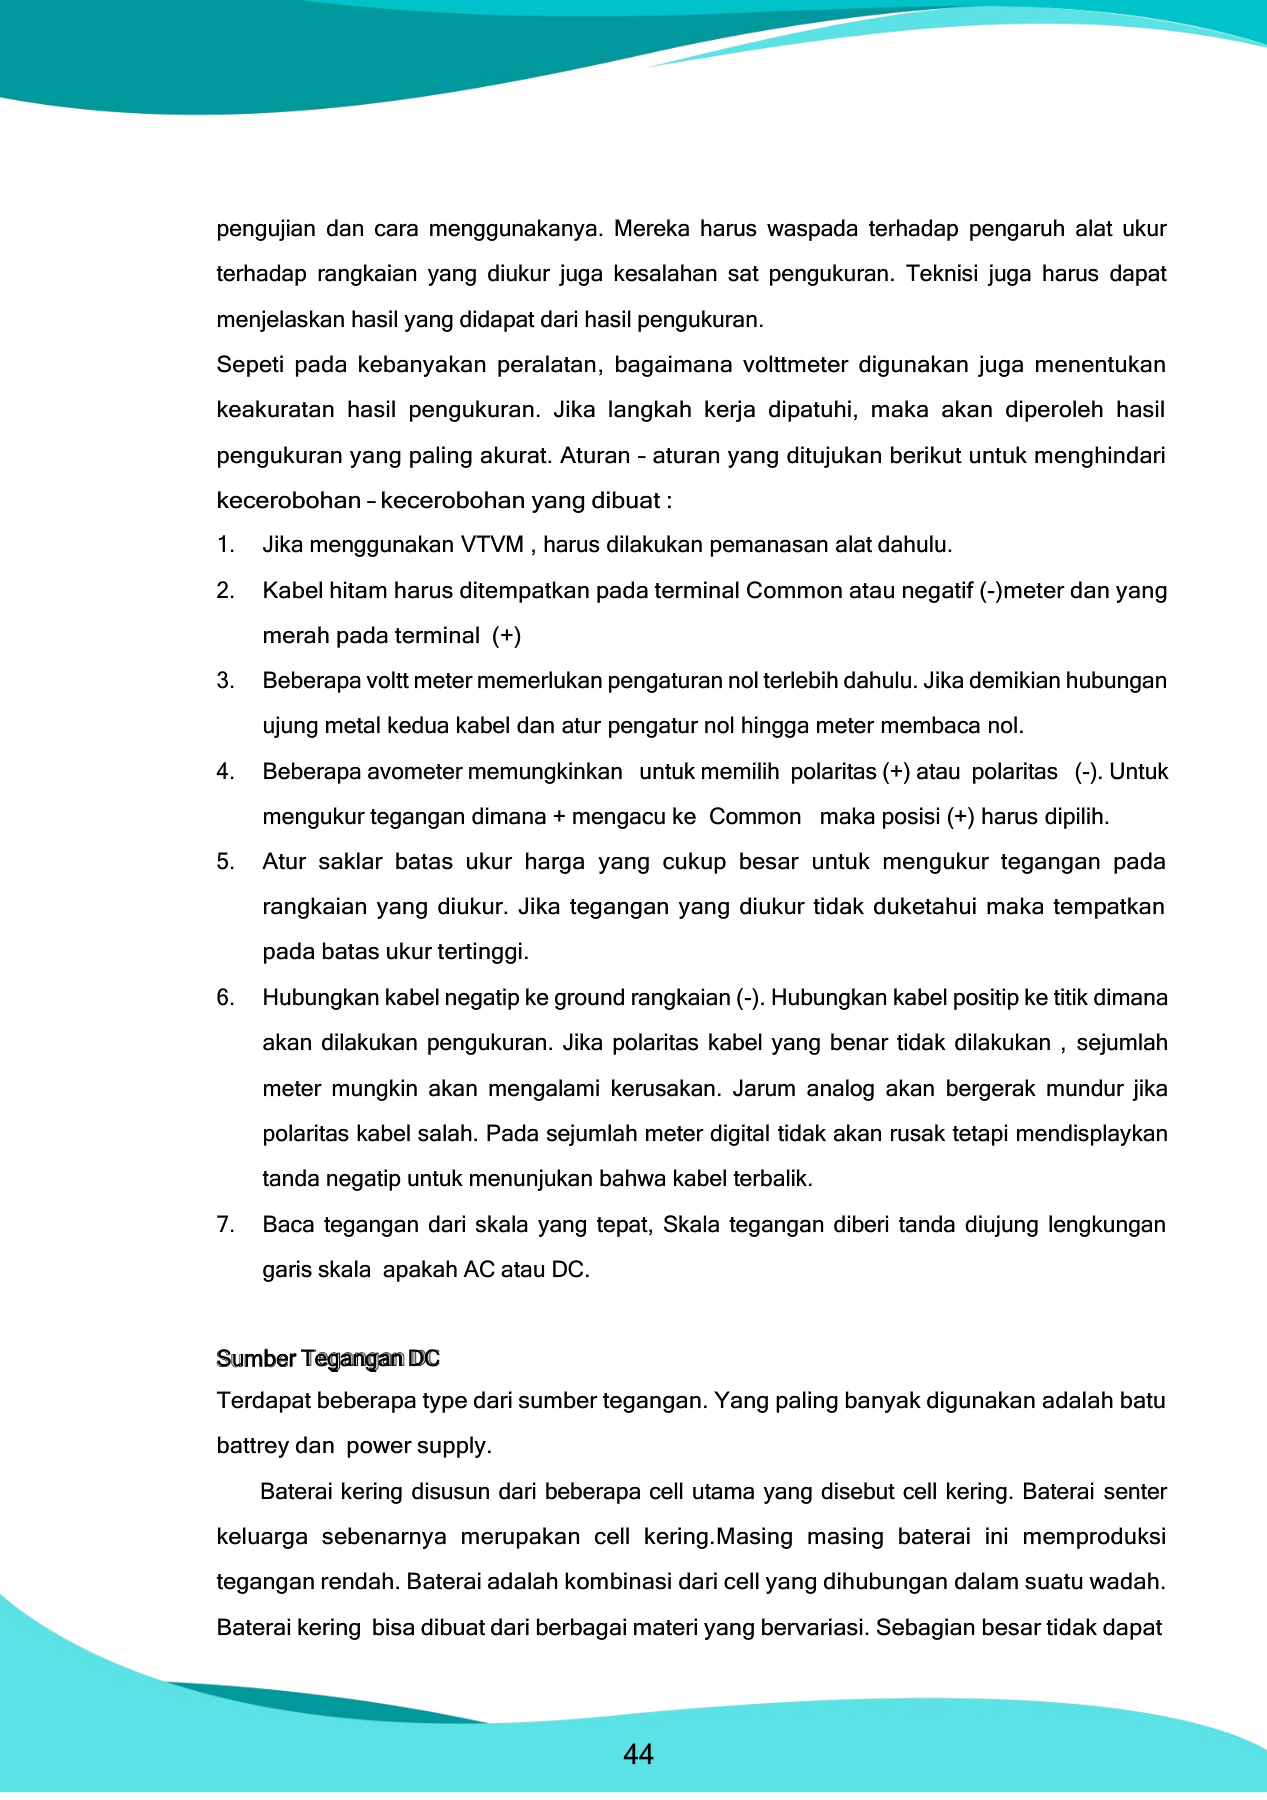 pengujian dan cara menggunakanya. Mereka harus waspada terhadap pengaruh alat ukur
terhadap rangkaian yang diukur juga kesalahan sat pengukuran. Teknisi juga harus dapat
menjelaskan hasil yang didapat dari hasil pengukuran.
Sepeti pada kebanyakan peralatan, bagaimana volttmeter digunakan juga menentukan
keakuratan hasil pengukuran. Jika langkah kerja dipatuhi, maka akan diperoleh hasil
pengukuran yang paling akurat. Aturan – aturan yang ditujukan berikut untuk menghindari
kecerobohan – kecerobohan yang dibuat :
1. Jika menggunakan VTVM , harus dilakukan pemanasan alat dahulu.
2. Kabel hitam harus ditempatkan pada terminal Common atau negatif (-)meter dan yang
merah pada terminal (+)
3. Beberapa voltt meter memerlukan pengaturan nol terlebih dahulu. Jika demikian hubungan
ujung metal kedua kabel dan atur pengatur nol hingga meter membaca nol.
4. Beberapa avometer memungkinkan untuk memilih polaritas (+) atau polaritas (-). Untuk
mengukur tegangan dimana + mengacu ke Common maka posisi (+) harus dipilih.
5. Atur saklar batas ukur harga yang cukup besar untuk mengukur tegangan pada
rangkaian yang diukur. Jika tegangan yang diukur tidak duketahui maka tempatkan
pada batas ukur tertinggi.
6. Hubungkan kabel negatip ke ground rangkaian (-). Hubungkan kabel positip ke titik dimana
akan dilakukan pengukuran. Jika polaritas kabel yang benar tidak dilakukan , sejumlah
meter mungkin akan mengalami kerusakan. Jarum analog akan bergerak mundur jika
polaritas kabel salah. Pada sejumlah meter digital tidak akan rusak tetapi mendisplaykan
tanda negatip untuk menunjukan bahwa kabel terbalik.
7. Baca tegangan dari skala yang tepat, Skala tegangan diberi tanda diujung lengkungan
garis skala apakah AC atau DC.
Sumber Tegangan DC
Terdapat beberapa type dari sumber tegangan. Yang paling banyak digunakan adalah batu
battrey dan power supply.
Baterai kering disusun dari beberapa cell utama yang disebut cell kering. Baterai senter
keluarga sebenarnya merupakan cell kering.Masing masing baterai ini memproduksi
tegangan rendah. Baterai adalah kombinasi dari cell yang dihubungan dalam suatu wadah.
Baterai kering bisa dibuat dari berbagai materi yang bervariasi. Sebagian besar tidak dapat
44